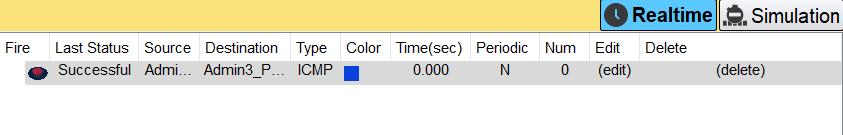 Realtime Simulation
Fire Last Status Source Destination Type Color Time(sec) Periodic Num Edit Delete
Successful Admi... Admin3_P... ICMP 0.000 N 0 (edit) (delete)